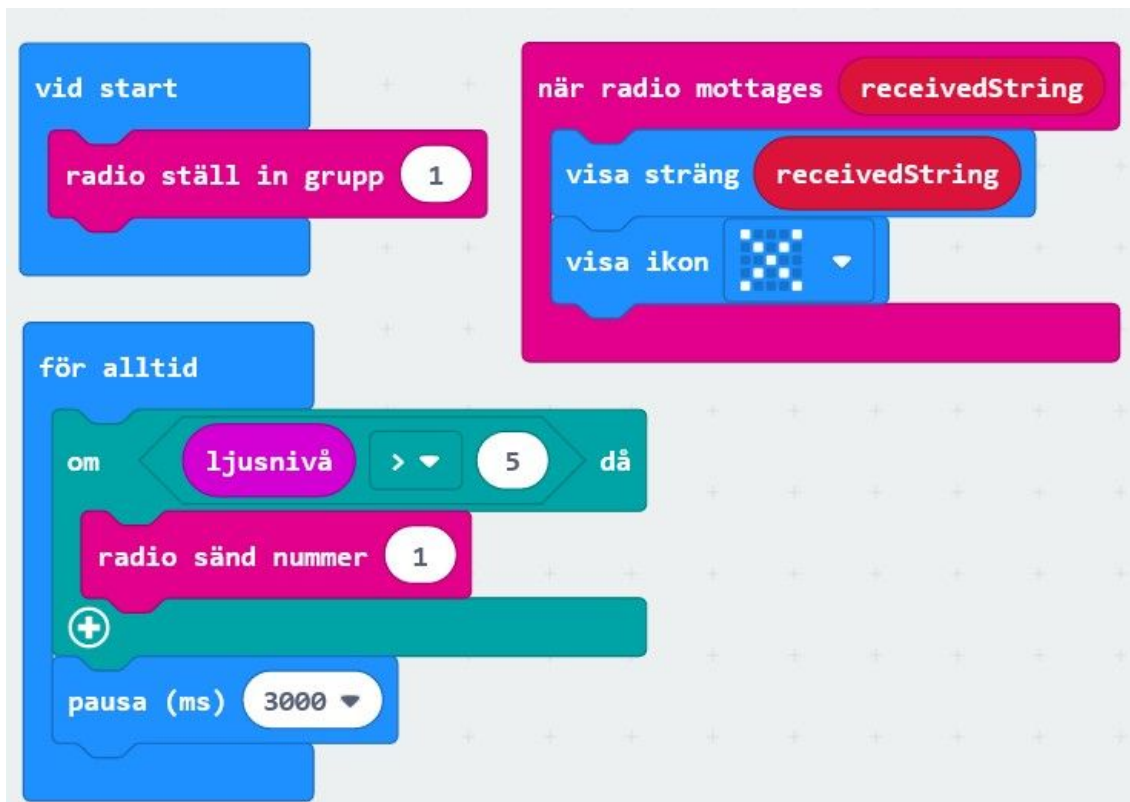 vid start
radio ställ in grupp 1
när radio mottages receivedString
visa sträng receivedString
visa ikon
för alltid
om ljusnivå > 5 då
radio sänd nummer 1
pausa (ms) 3000